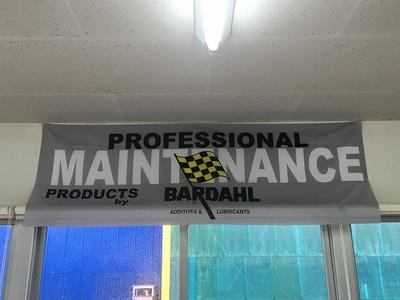 PROFESSIONAL
MAINTENANCE
PRODUCTS by BARDAHL
ADDITIVES & LUBRICANTS